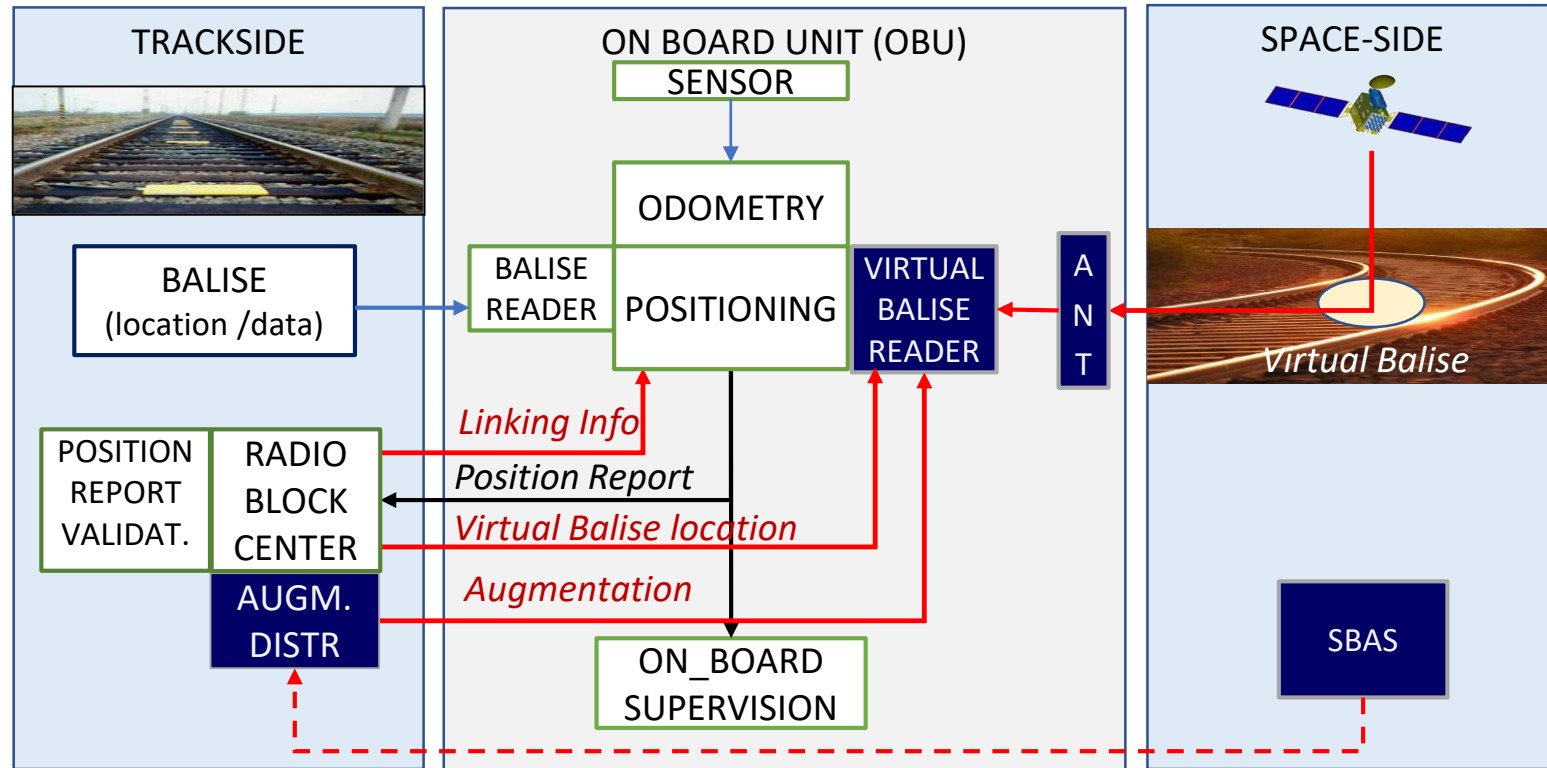 TRACKSIDE
BALISE
(location /data)
POSITION
REPORT
VALIDAT.
RADIO
BLOCK
CENTER
AUGM.
DISTR
ON BOARD UNIT (OBU)
SENSOR
ODOMETRY
BALISE
READER
POSITIONING
VIRTUAL
BALISE
READER
A
N
T
Linking Info
Position Report
Virtual Balise location
Augmentation
ON_BOARD
SUPERVISION
SPACE-SIDE
Virtual Balise
SBAS